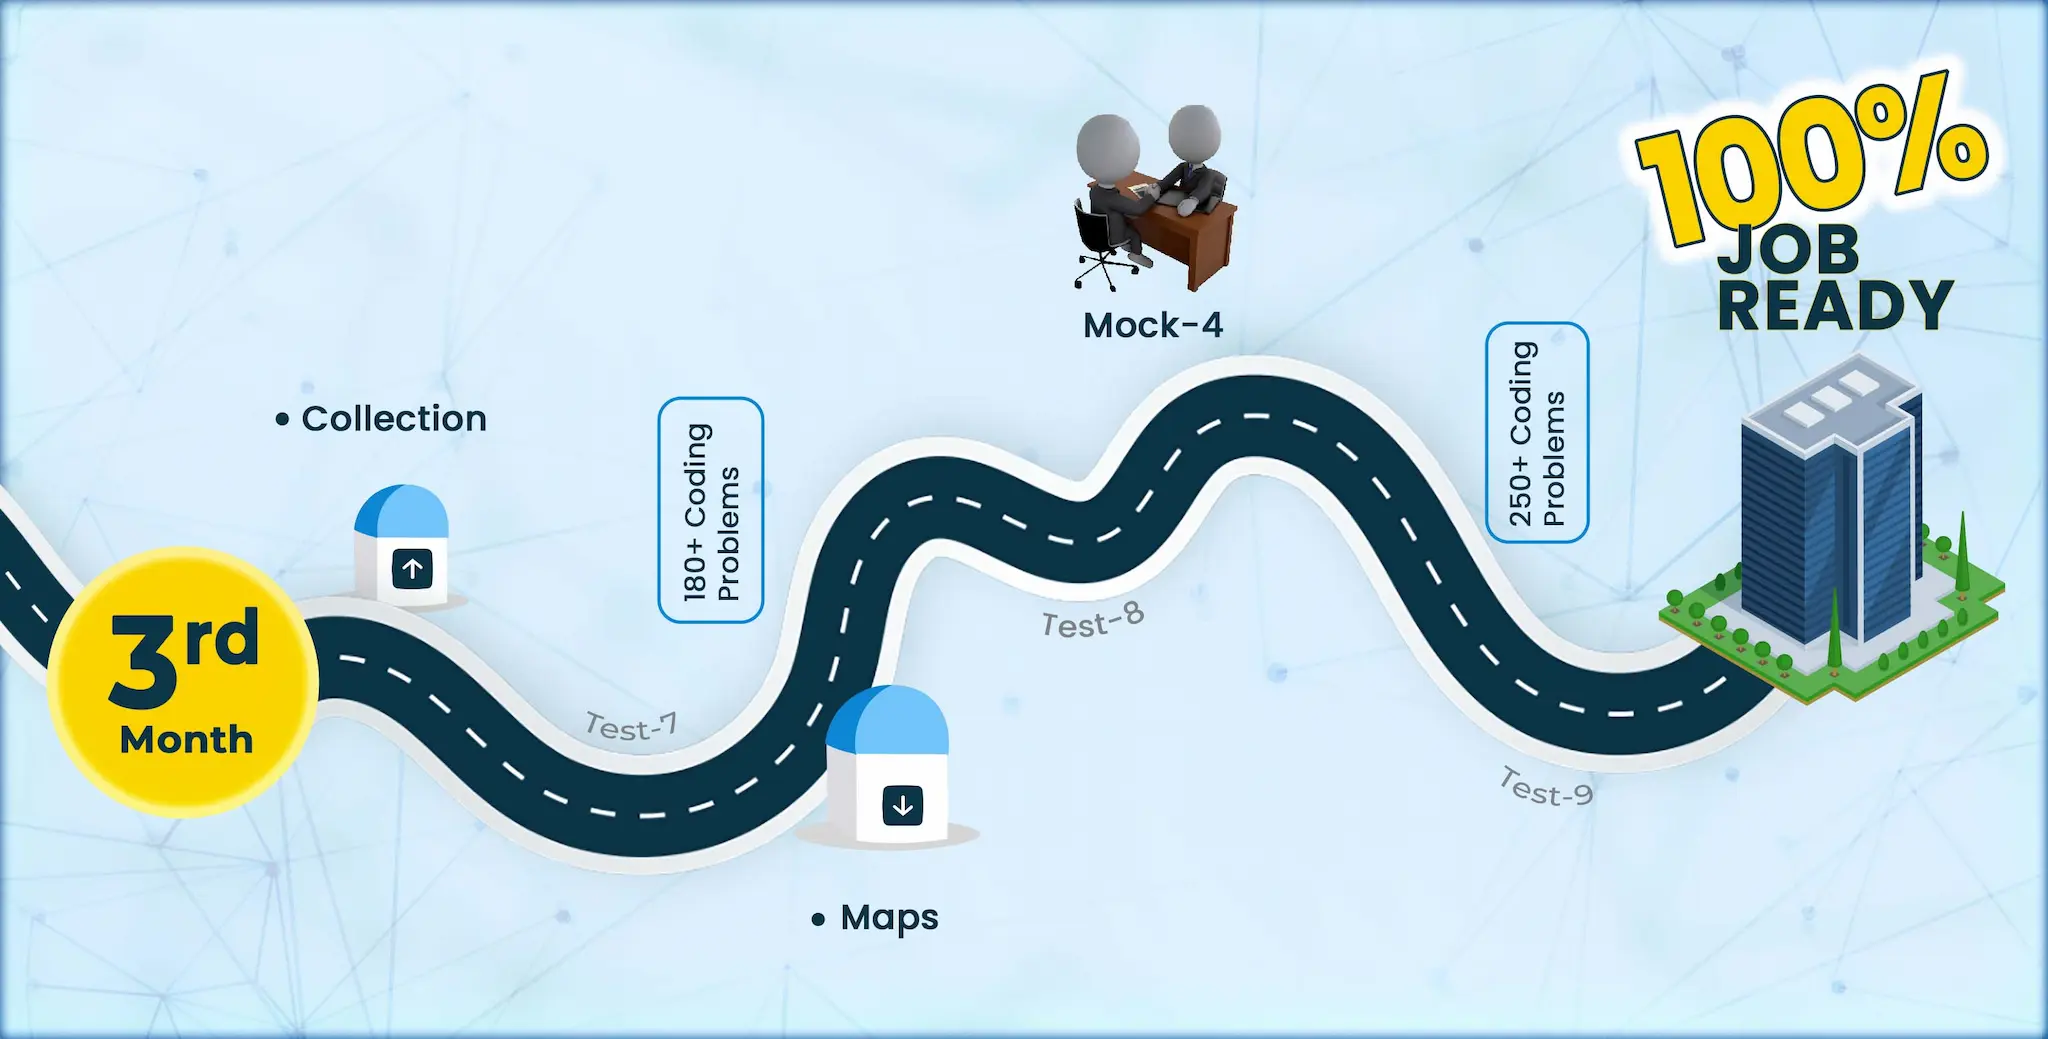 100%
JOB
READY
Mock-4
• Collection
180+ Coding
Problems
250+ Coding
Problems
3rd
Month
Test-7
Test-8
Test-9
• Maps